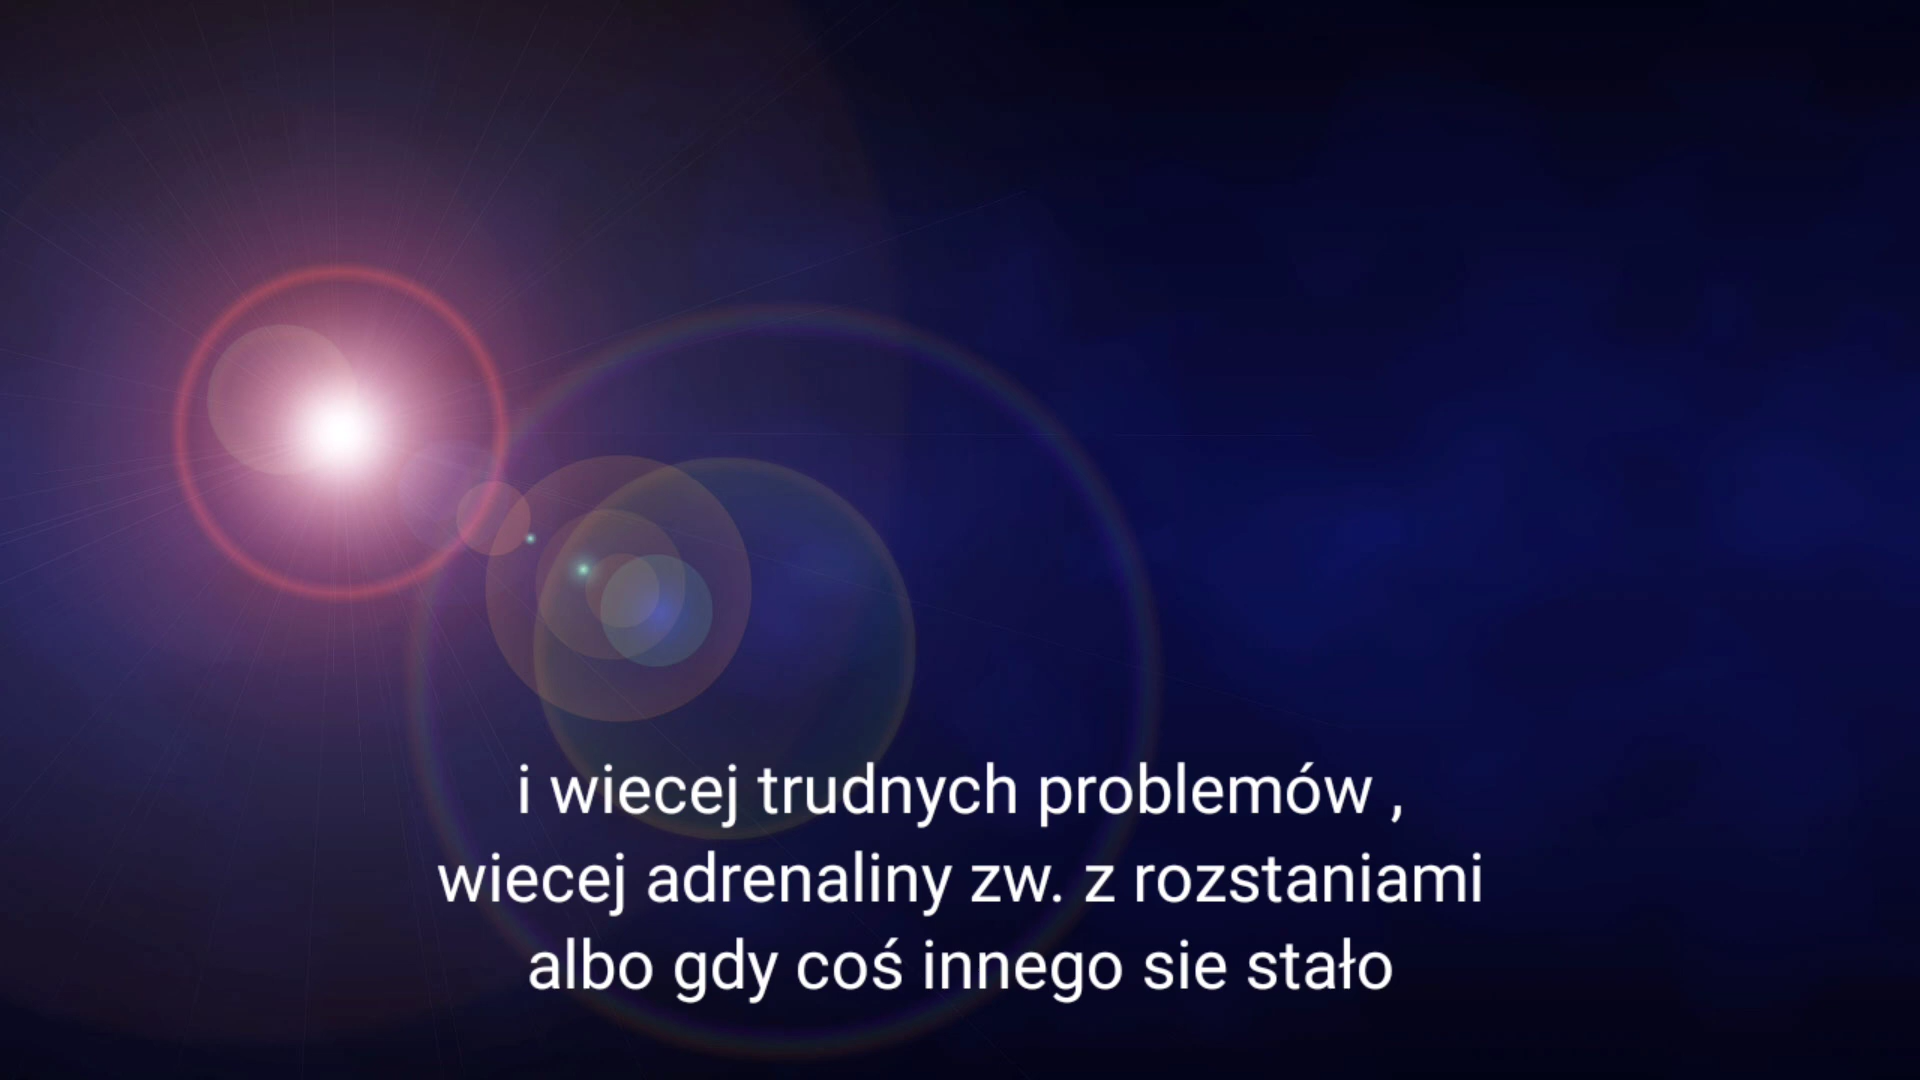 i wiecej trudnych problemów ,
wiecej adrenaliny zw. z rozstaniami
albo gdy coś innego sie stało